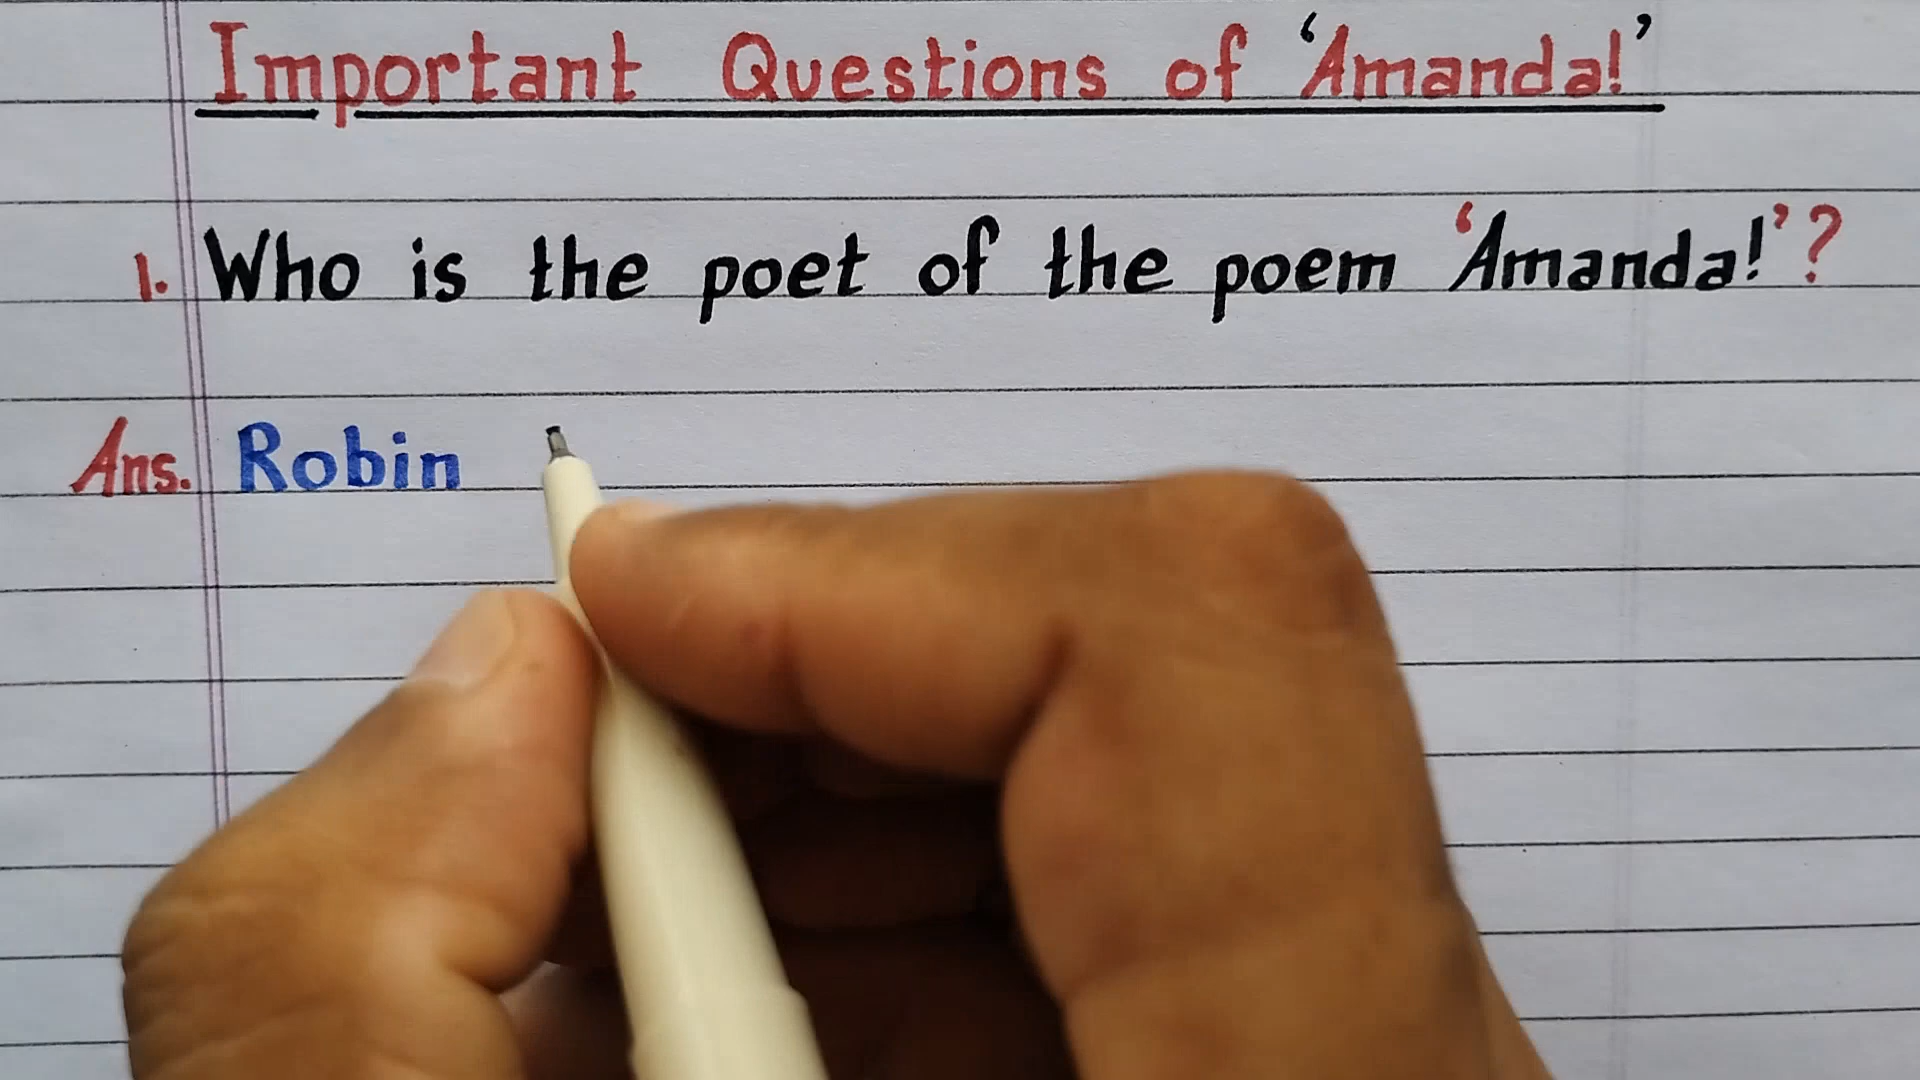 Important Questions of 'Amanda!'
1. Who is the poet of the poem 'Amanda!'?
Ans. Robin